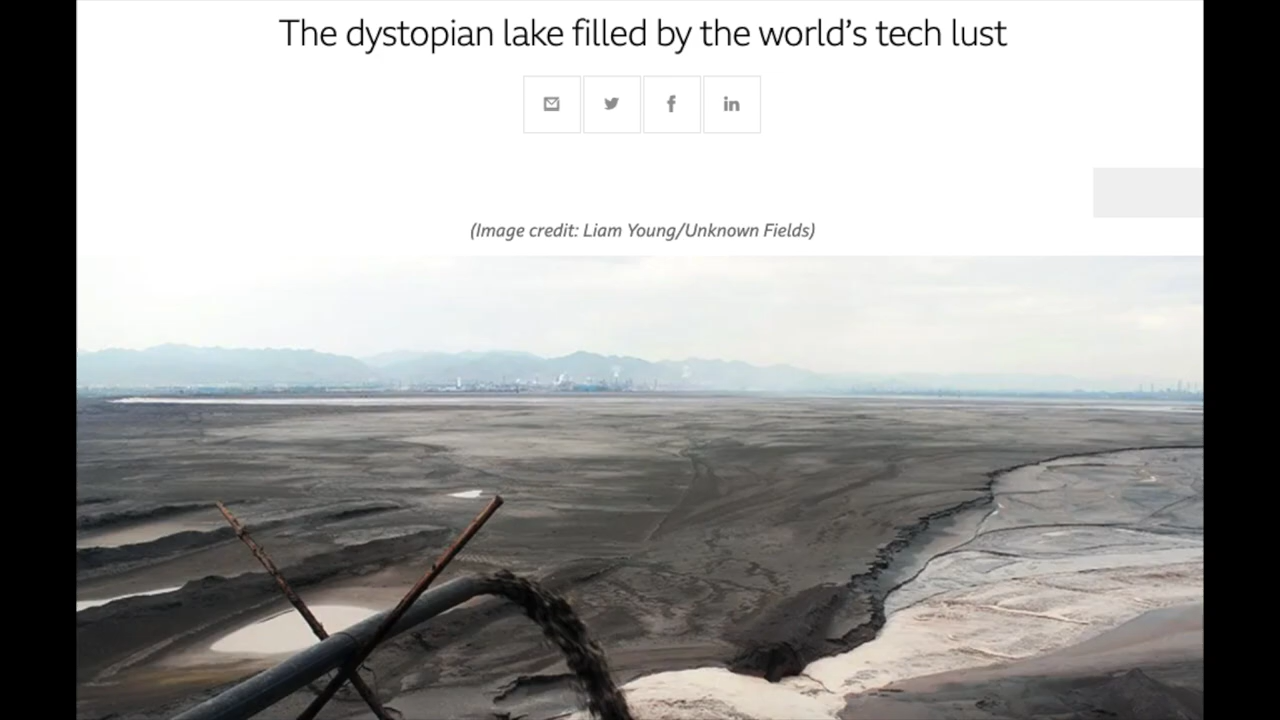 The dystopian lake filled by the world’s tech lust
(Image credit: Liam Young/Unknown Fields)